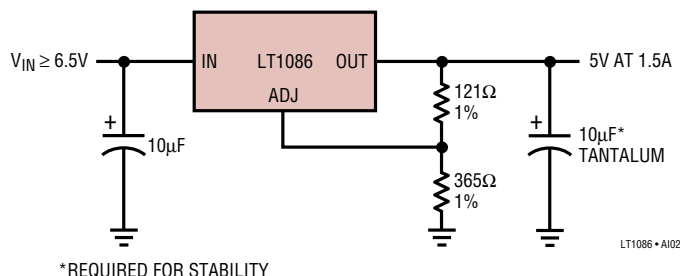 V_IN ≥ 6.5V
IN
LT1086
OUT
ADJ
5V AT 1.5A
121Ω
1%
+
10µF
365Ω
1%
+
10µF*
TANTALUM
*REQUIRED FOR STABILITY
LT1086 • AI02